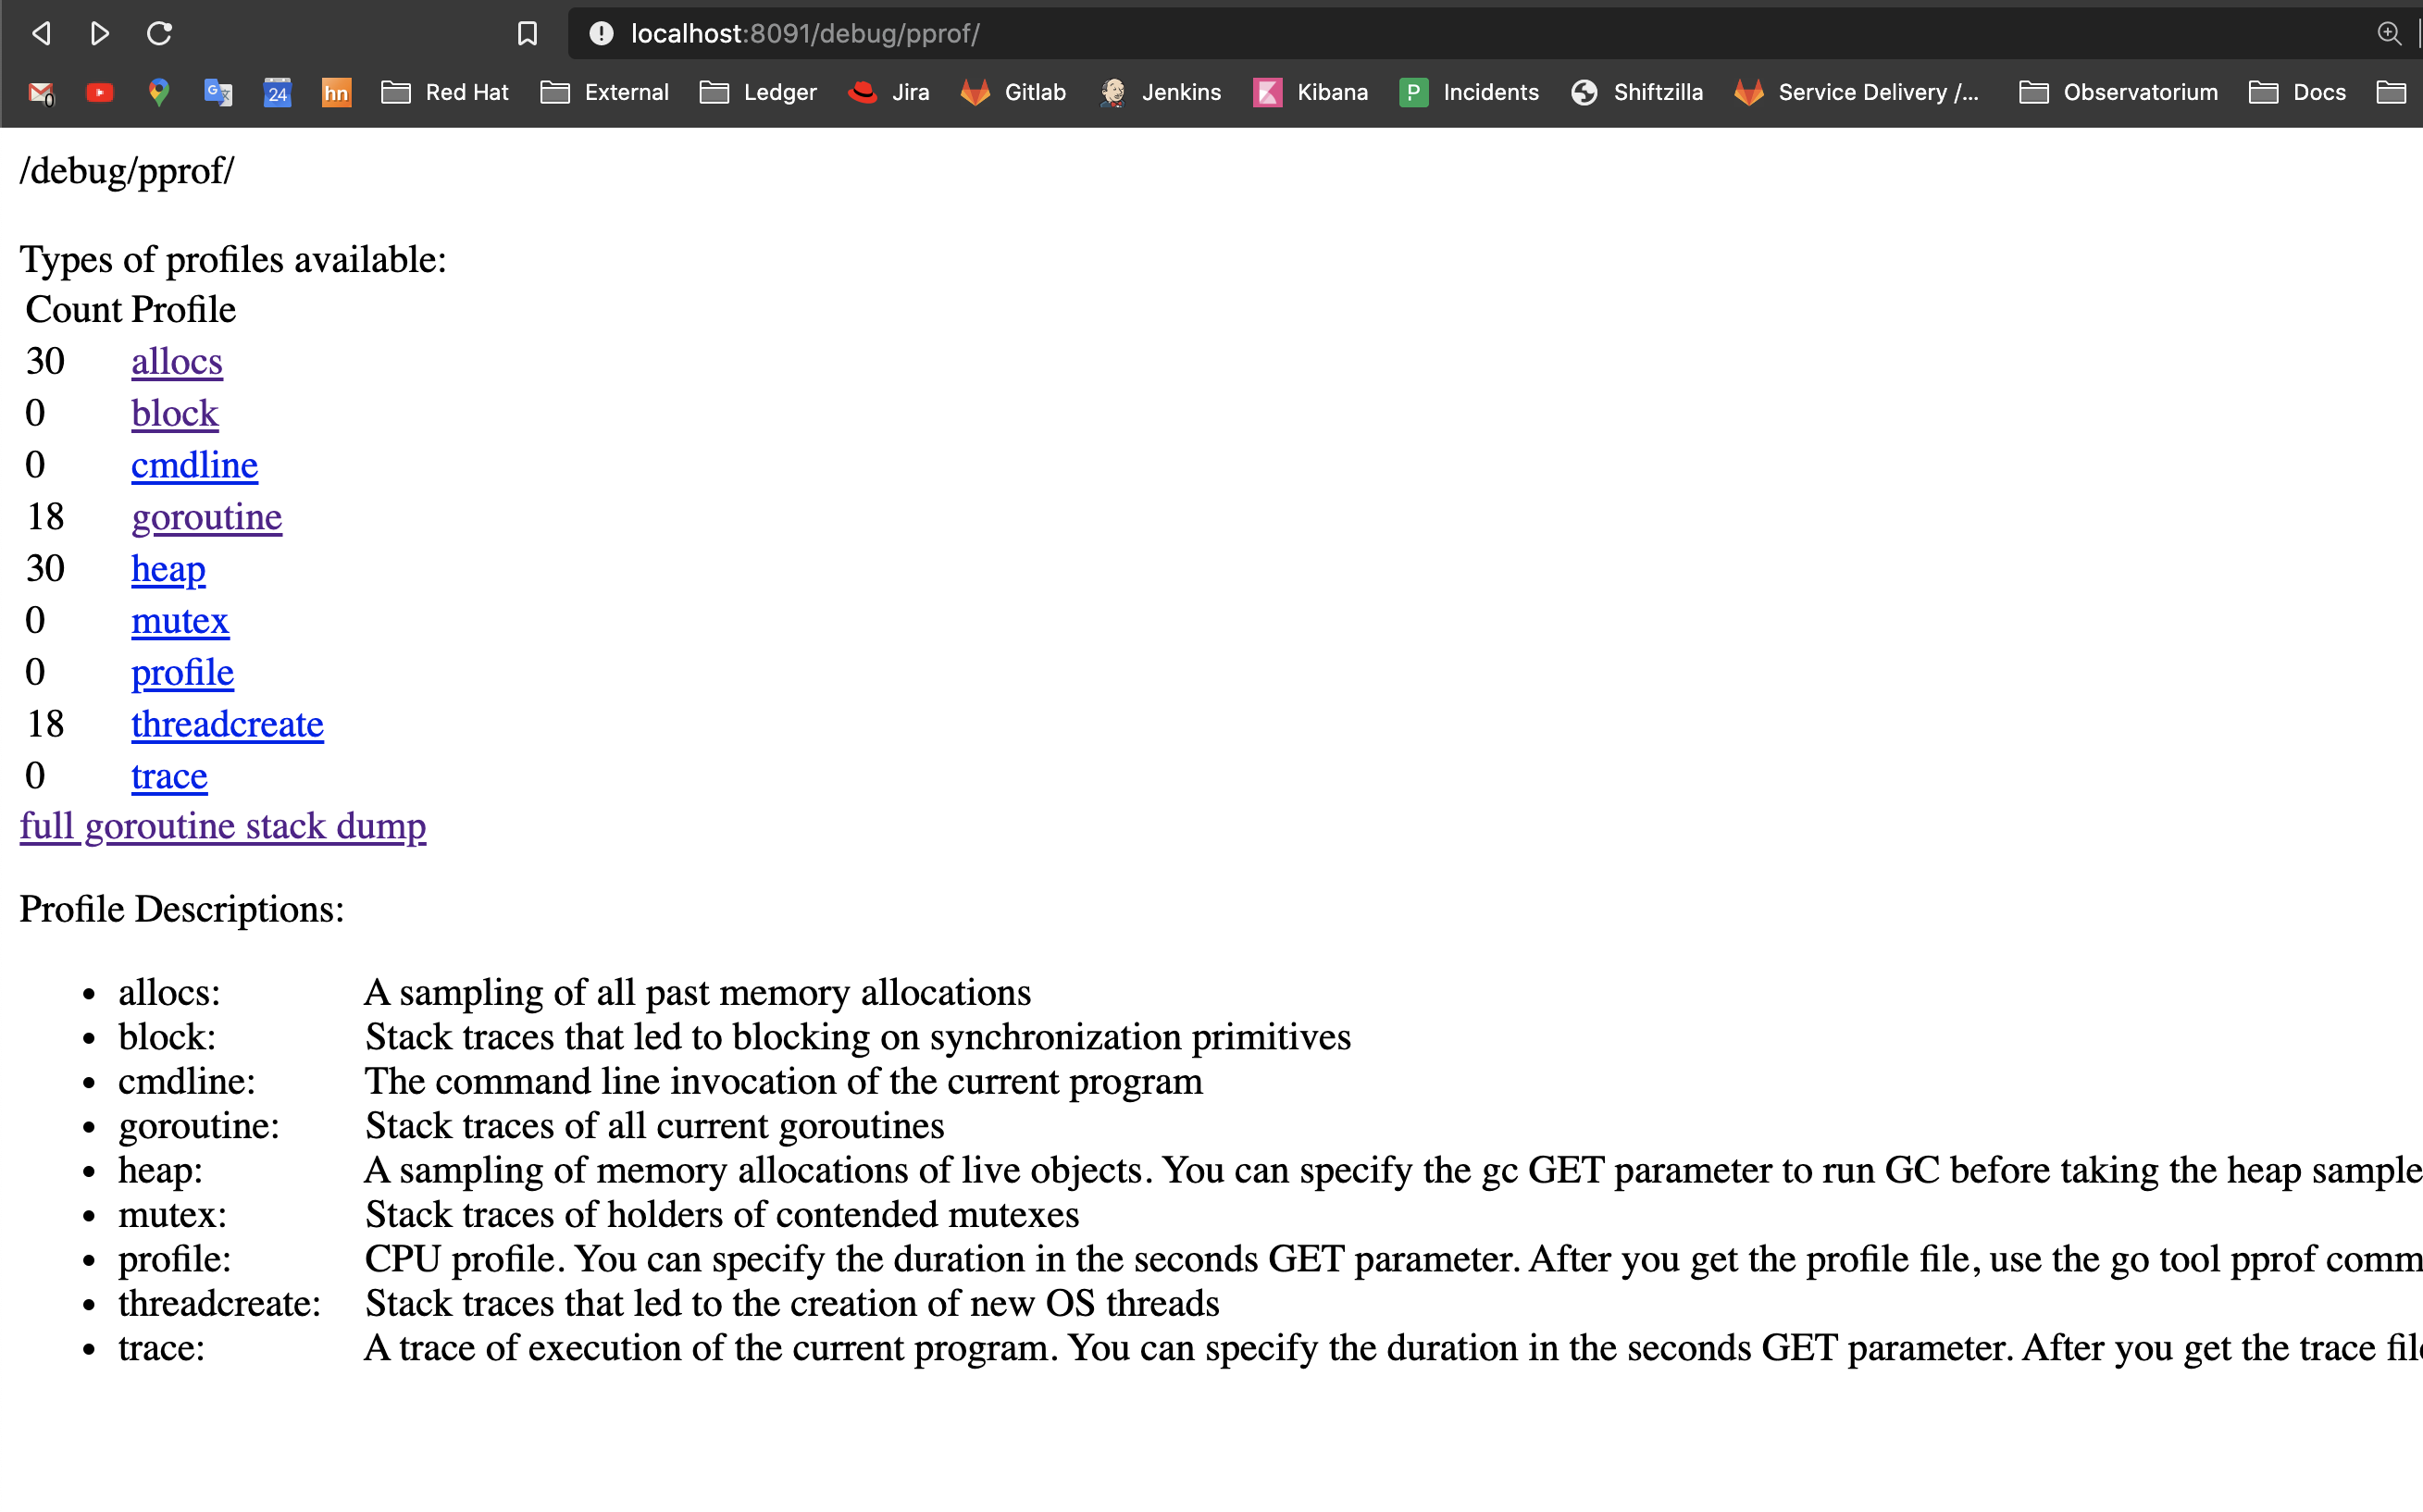 localhost:8091/debug/pprof/
24 hn Red Hat External Ledger Jira Gitlab Jenkins Kibana P Incidents Shiftzilla Service Delivery /... Observatorium Docs
/debug/pprof/
Types of profiles available:
Count Profile
30 allocs
0 block
0 cmdline
18 goroutine
30 heap
0 mutex
0 profile
18 threadcreate
0 trace
full goroutine stack dump
Profile Descriptions:
• allocs: A sampling of all past memory allocations
• block: Stack traces that led to blocking on synchronization primitives
• cmdline: The command line invocation of the current program
• goroutine: Stack traces of all current goroutines
• heap: A sampling of memory allocations of live objects. You can specify the gc GET parameter to run GC before taking the heap sample
• mutex: Stack traces of holders of contended mutexes
• profile: CPU profile. You can specify the duration in the seconds GET parameter. After you get the profile file, use the go tool pprof comm
• threadcreate: Stack traces that led to the creation of new OS threads
• trace: A trace of execution of the current program. You can specify the duration in the seconds GET parameter. After you get the trace